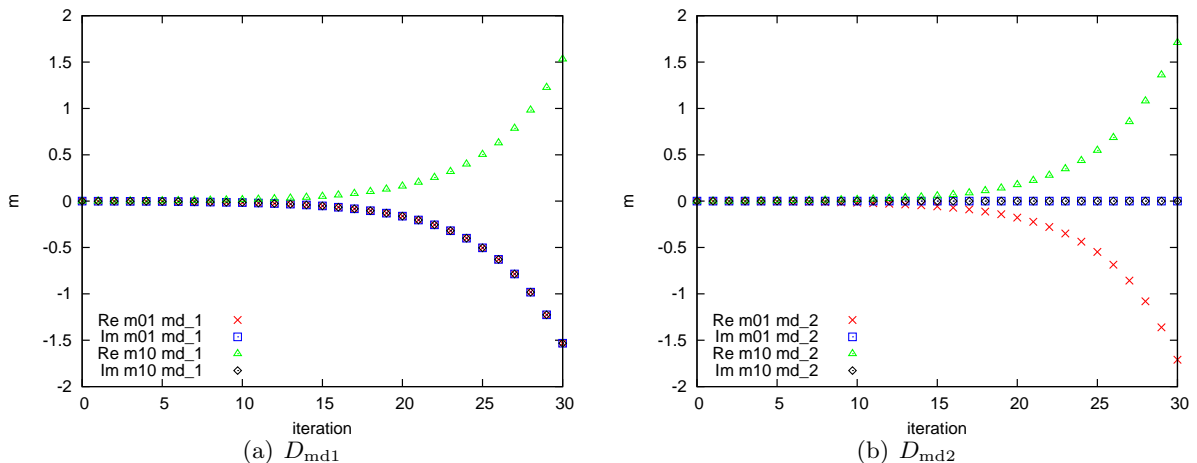 2
1.5
1
0.5
m
0
-0.5
-1
-1.5
-2
Re m01 md_1
Im m01 md_1
Re m10 md_1
Im m10 md_1
0 5 10 15 20 25 30
iteration
(a) D_md1
2
1.5
1
0.5
m
0
-0.5
-1
-1.5
-2
Re m01 md_2
Im m01 md_2
Re m10 md_2
Im m10 md_2
0 5 10 15 20 25 30
iteration
(b) D_md2